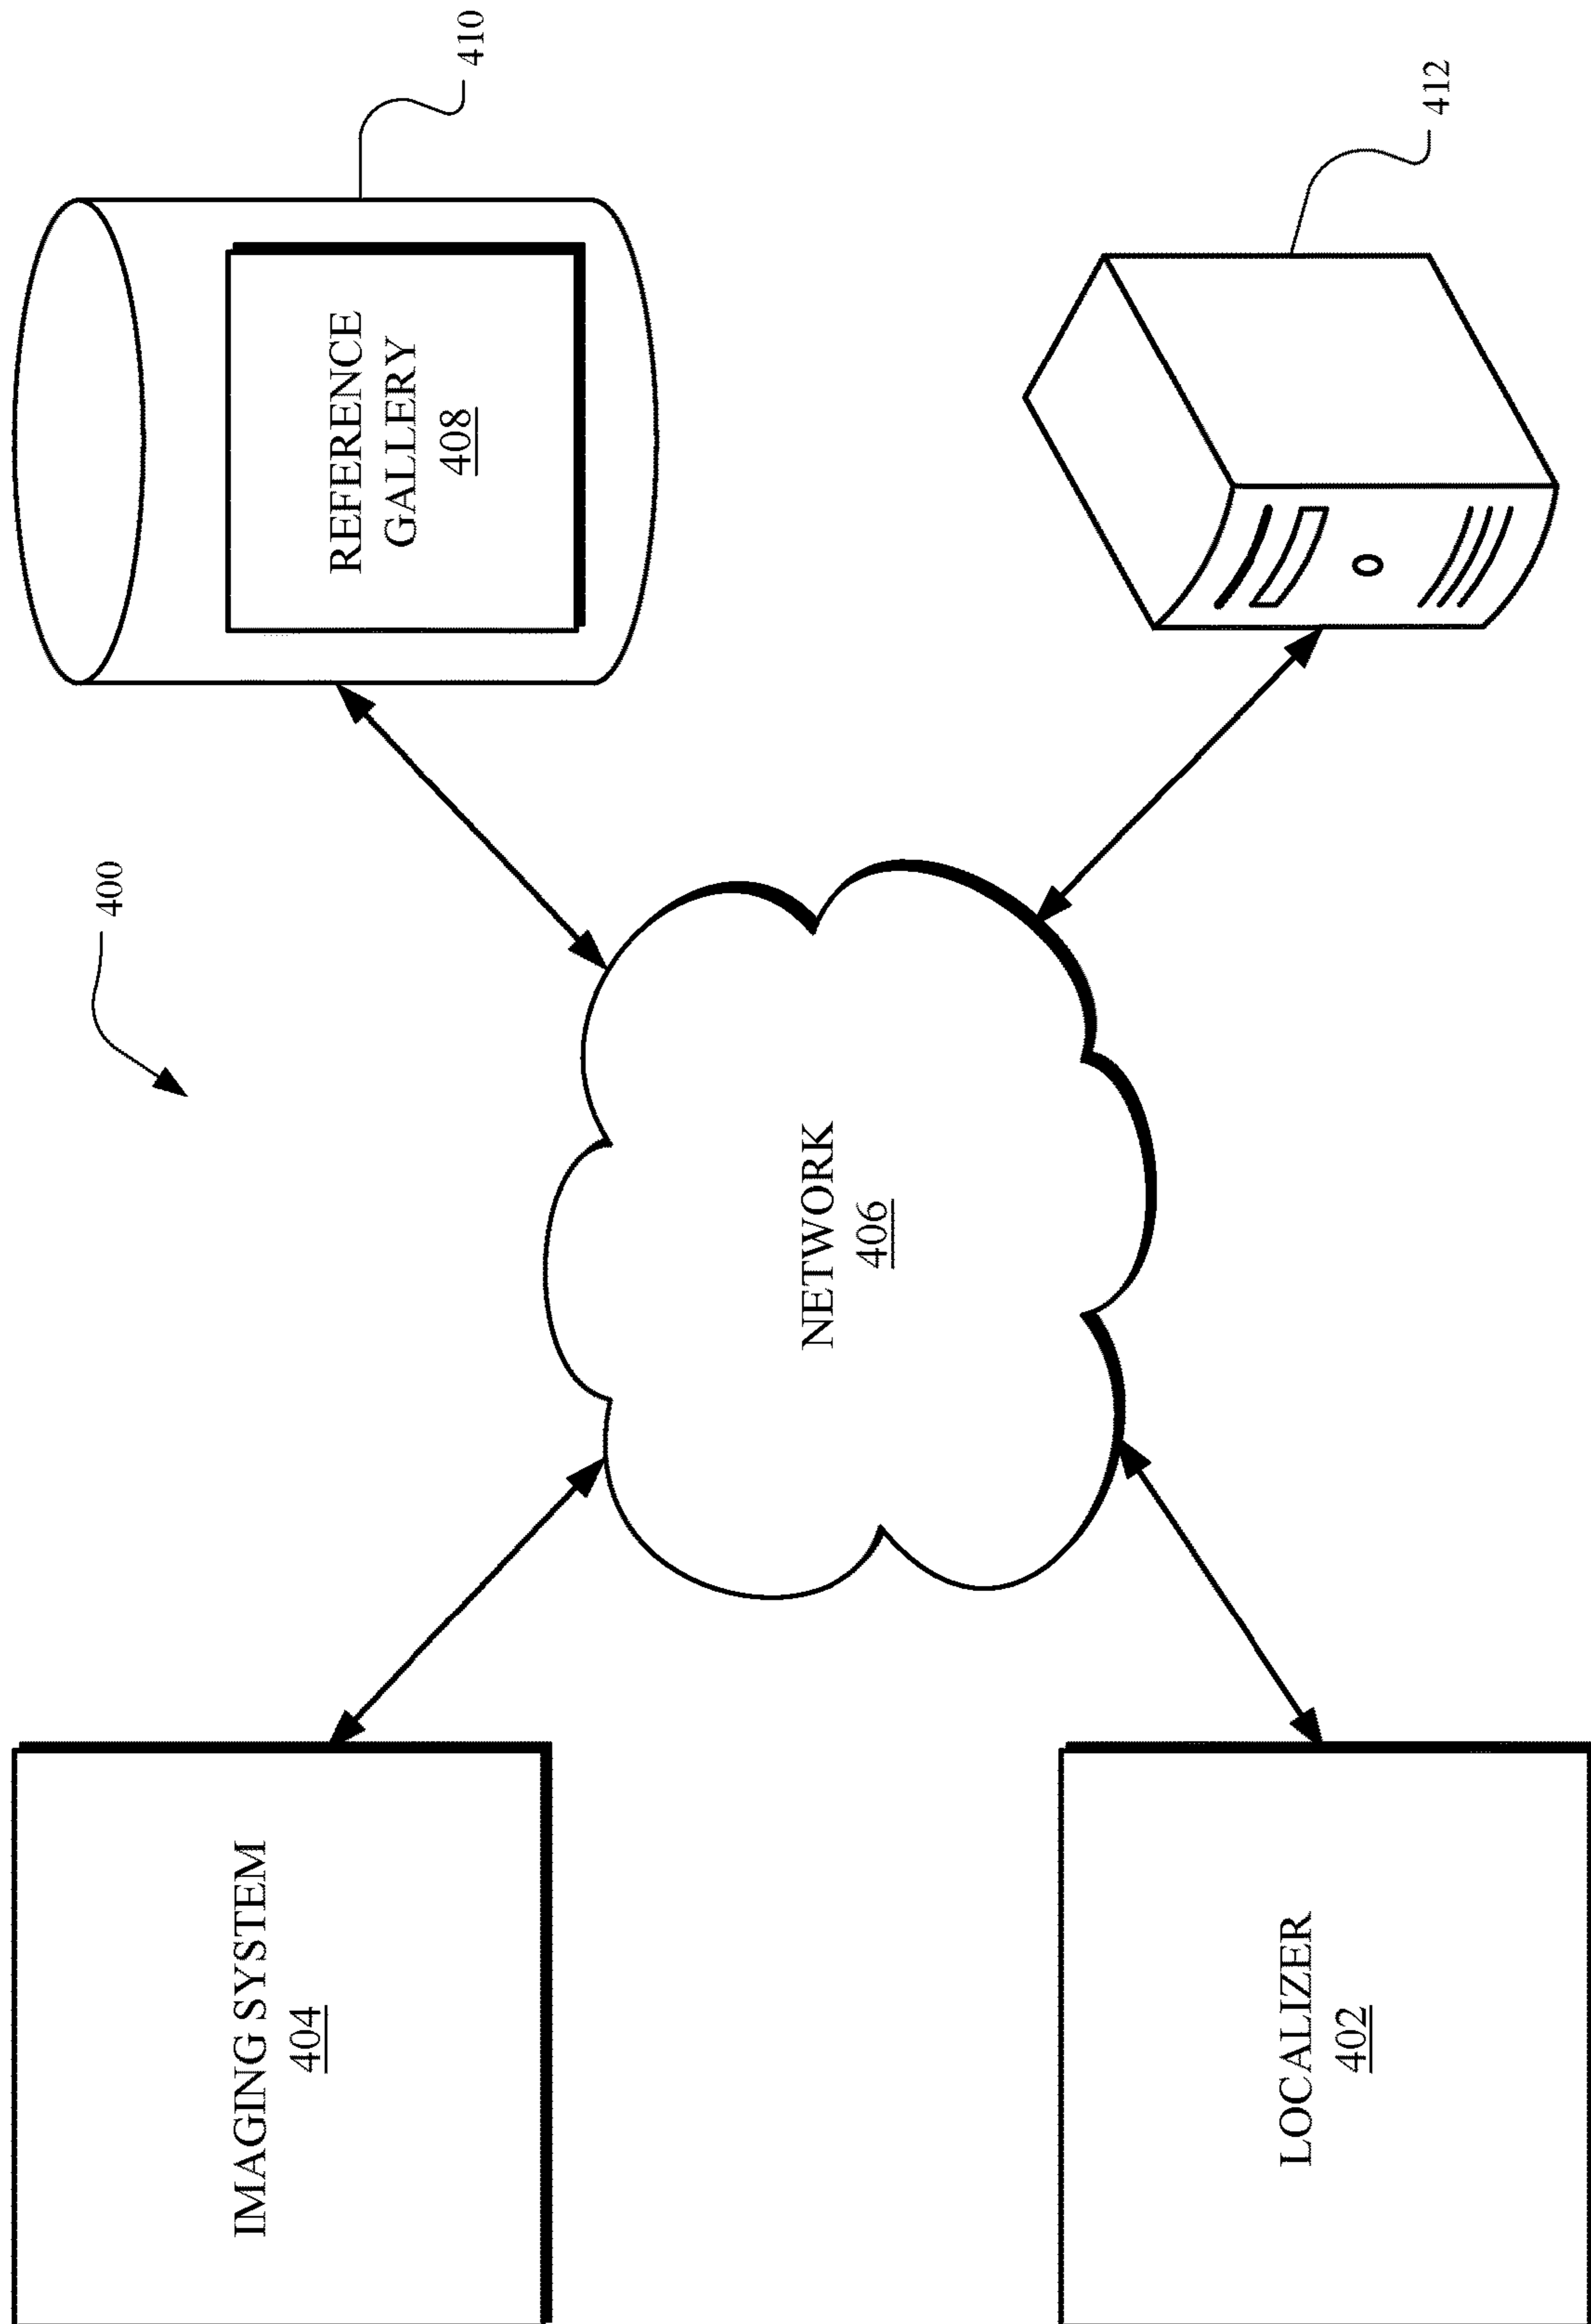 400
IMAGING SYSTEM
404
REFERENCE
GALLERY
408
410
NETWORK
406
LOCALIZER
402
412